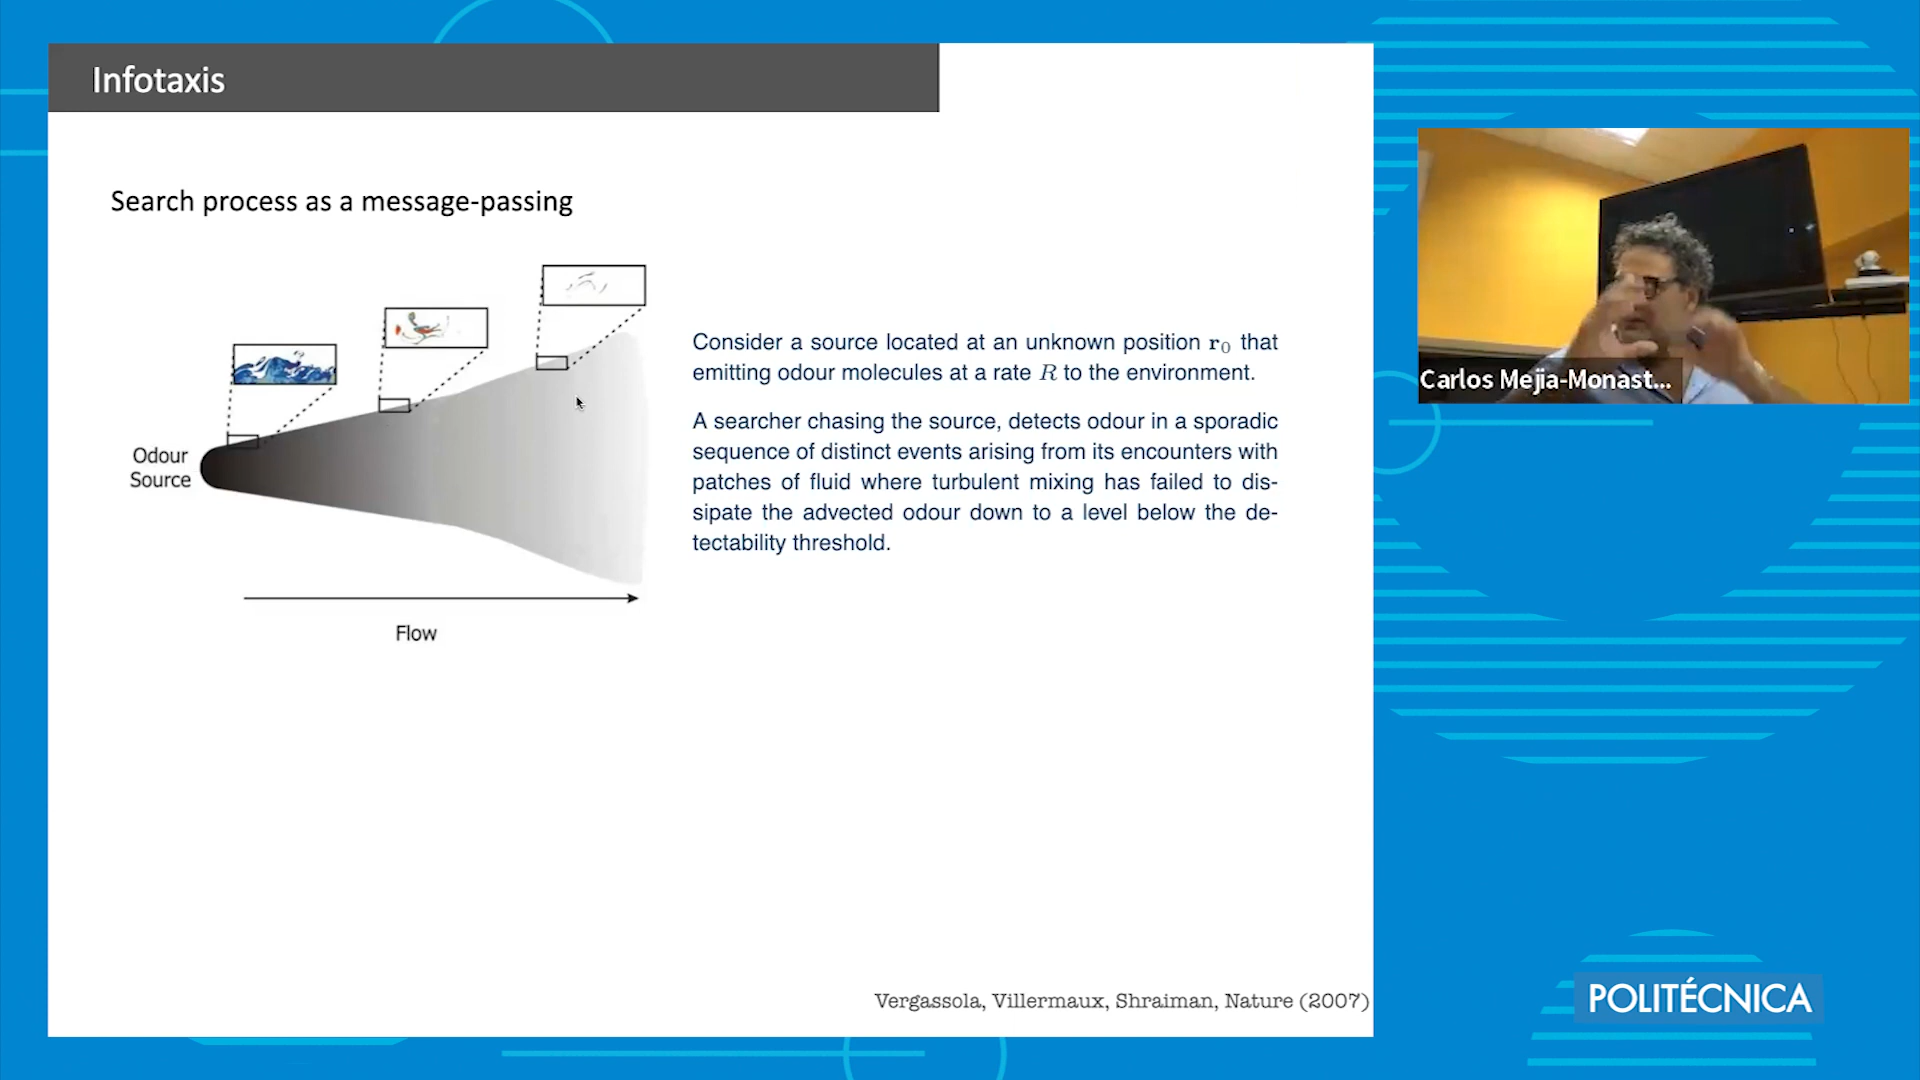 Infotaxis
Search process as a message-passing
Odour
Source
Flow
Consider a source located at an unknown position r₀ that
emitting odour molecules at a rate R to the environment.
A searcher chasing the source, detects odour in a sporadic
sequence of distinct events arising from its encounters with
patches of fluid where turbulent mixing has failed to dis-
sipate the advected odour down to a level below the de-
tectability threshold.
Vergassola, Villermaux, Shraiman, Nature (2007)
Carlos Mejia-Monast...
POLITÉCNICA